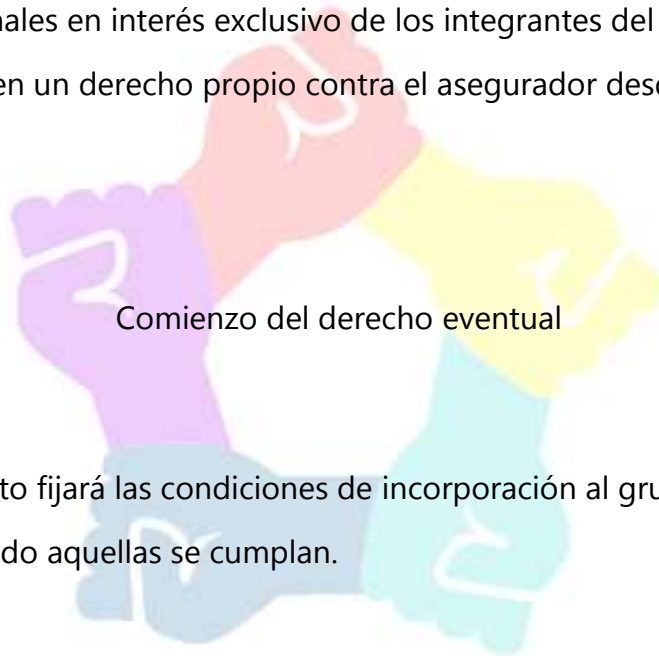 nales en interés exclusivo de los integrantes del
en un derecho propio contra el asegurador desd
Comienzo del derecho eventual
to fijará las condiciones de incorporación al gru
do aquellas se cumplan.